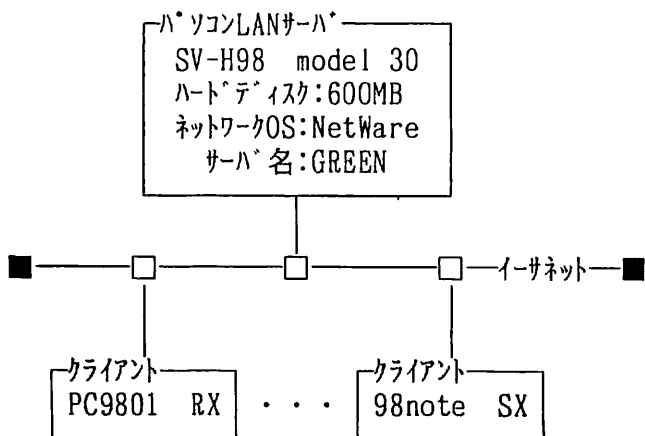 ﾊﾟｿｺﾝLANｻｰﾊﾞ
SV-H98 model 30
ﾊｰﾄﾞﾃﾞｨｽｸ:600MB
ﾈｯﾄﾜｰｸOS:NetWare
ｻｰﾊﾞ名:GREEN
ｲｰｻﾈｯﾄ
ｸﾗｲｱﾝﾄ
PC9801 RX
・・・
ｸﾗｲｱﾝﾄ
98note SX